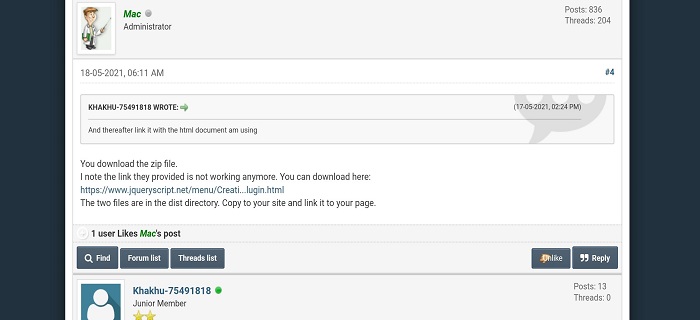 Mac
Administrator
Posts: 836
Threads: 204
18-05-2021, 06:11 AM
#4
KHAKHU-75491818 WROTE:
(17-05-2021, 02:24 PM)
And thereafter link it with the html document am using
You download the zip file.
I note the link they provided is not working anymore. You can download here:
https://www.jqueryscript.net/menu/Creati...lugin.html
The two files are in the dist directory. Copy to your site and link it to your page.
1 user Likes Mac's post
Find
Forum list
Threads list
Unlike
Reply
Khakhu-75491818
Junior Member
Posts: 13
Threads: 0